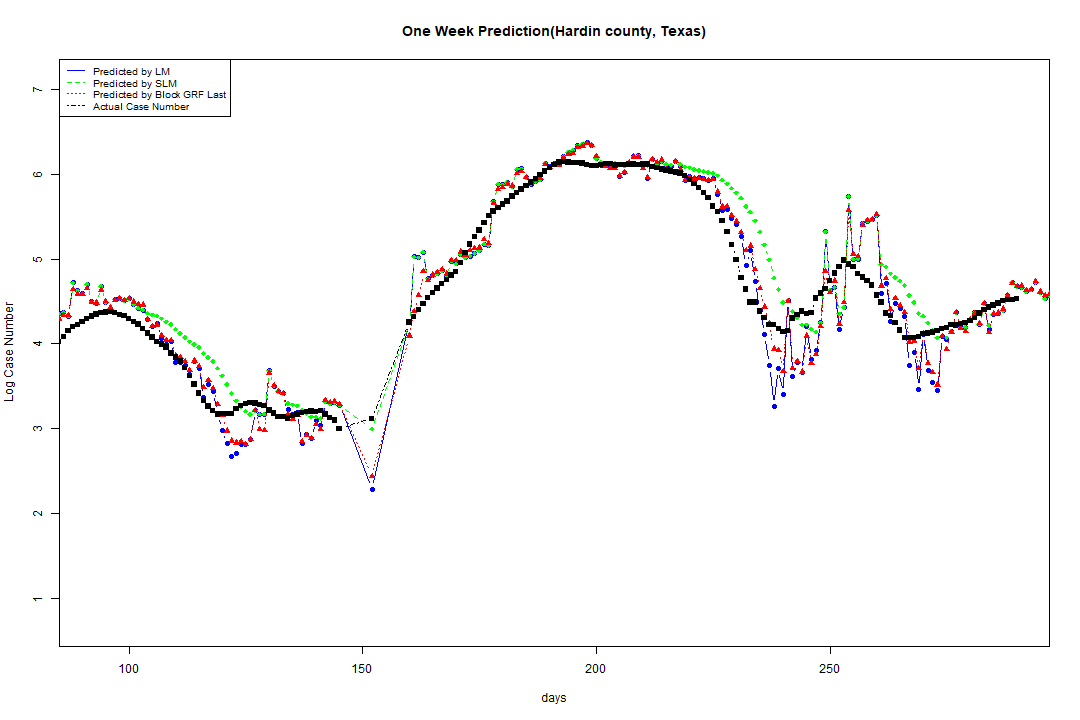 One Week Prediction(Hardin county, Texas)
Predicted by LM
Predicted by SLM
Predicted by Block GRF Last
Actual Case Number
Log Case Number
7
6
5
4
3
2
1
100
150
200
250
days